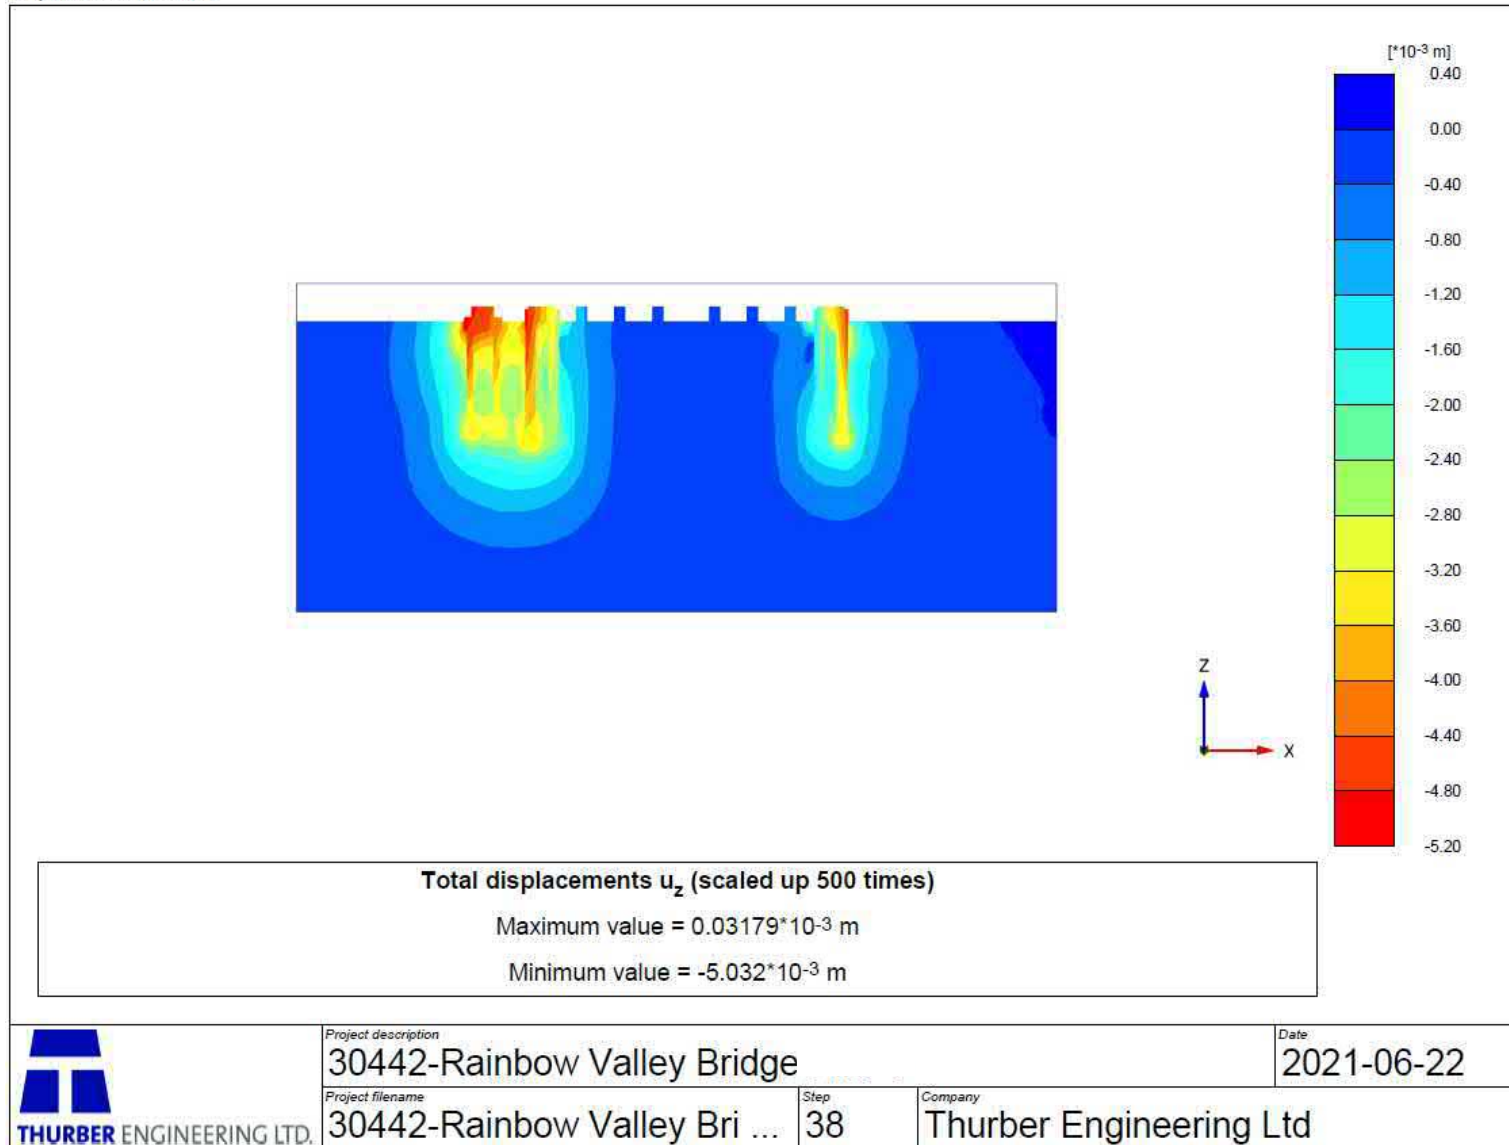 [*10-3 m]
0.40
0.00
-0.40
-0.80
-1.20
-1.60
-2.00
-2.40
-2.80
-3.20
-3.60
-4.00
-4.40
-4.80
-5.20
Z
X
Total displacements uz (scaled up 500 times)
Maximum value = 0.03179*10-3 m
Minimum value = -5.032*10-3 m
THURBER ENGINEERING LTD.
Project description
30442-Rainbow Valley Bridge
Date
2021-06-22
Project filename
30442-Rainbow Valley Bri ...
Step
38
Company
Thurber Engineering Ltd